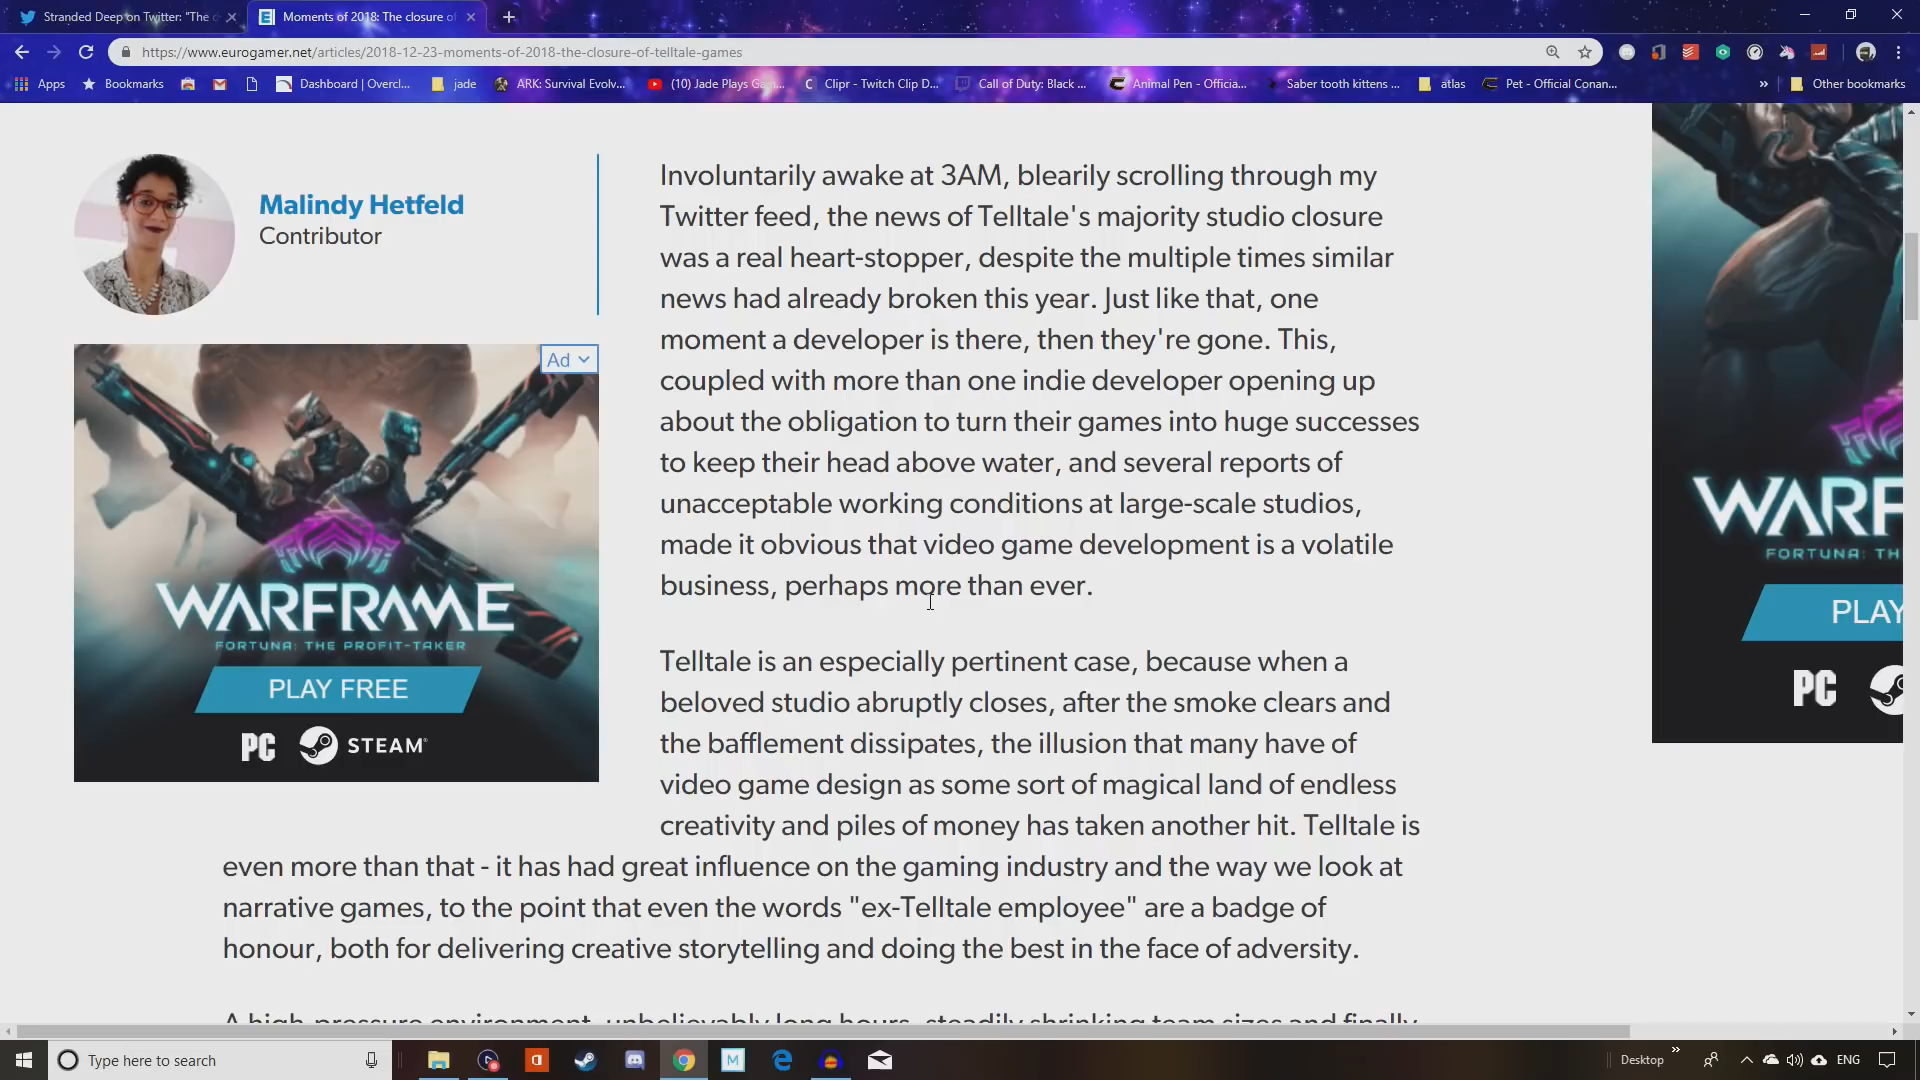 Stranded Deep on Twitter: "The c
Moments of 2018: The closure of
https://www.eurogamer.net/articles/2018-12-23-moments-of-2018-the-closure-of-telltale-games
Apps
Bookmarks
Dashboard | Overcl...
jade
ARK: Survival Evolv...
(10) Jade Plays Gam...
Clipr - Twitch Clip D...
Call of Duty: Black ...
Animal Pen - Officia...
Saber tooth kittens ...
atlas
Pet - Official Conan...
»
Other bookmarks
Malindy Hetfeld
Contributor
Ad
WARFRAME
FORTUNA: THE PROFIT-TAKER
PLAY FREE
PC STEAM
Involuntarily awake at 3AM, blearily scrolling through my
Twitter feed, the news of Telltale's majority studio closure
was a real heart-stopper, despite the multiple times similar
news had already broken this year. Just like that, one
moment a developer is there, then they're gone. This,
coupled with more than one indie developer opening up
about the obligation to turn their games into huge successes
to keep their head above water, and several reports of
unacceptable working conditions at large-scale studios,
made it obvious that video game development is a volatile
business, perhaps more than ever.
Telltale is an especially pertinent case, because when a
beloved studio abruptly closes, after the smoke clears and
the bafflement dissipates, the illusion that many have of
video game design as some sort of magical land of endless
creativity and piles of money has taken another hit. Telltale is
even more than that - it has had great influence on the gaming industry and the way we look at
narrative games, to the point that even the words "ex-Telltale employee" are a badge of
honour, both for delivering creative storytelling and doing the best in the face of adversity.
A high-pressure environment, unbelievably long hours, steadily shrinking team sizes and finally
WARF
FORTUNA: TH
PLAY
PC
Type here to search
Desktop
»
ENG